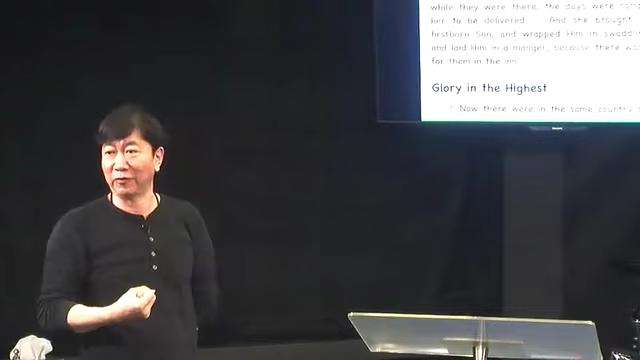 while they were there, the days were
her to be delivered. And she brought
firstborn Son, and wrapped Him in
and laid Him in a manger, because there
for them in the inn.
Glory in the Highest
Now there were in the same country